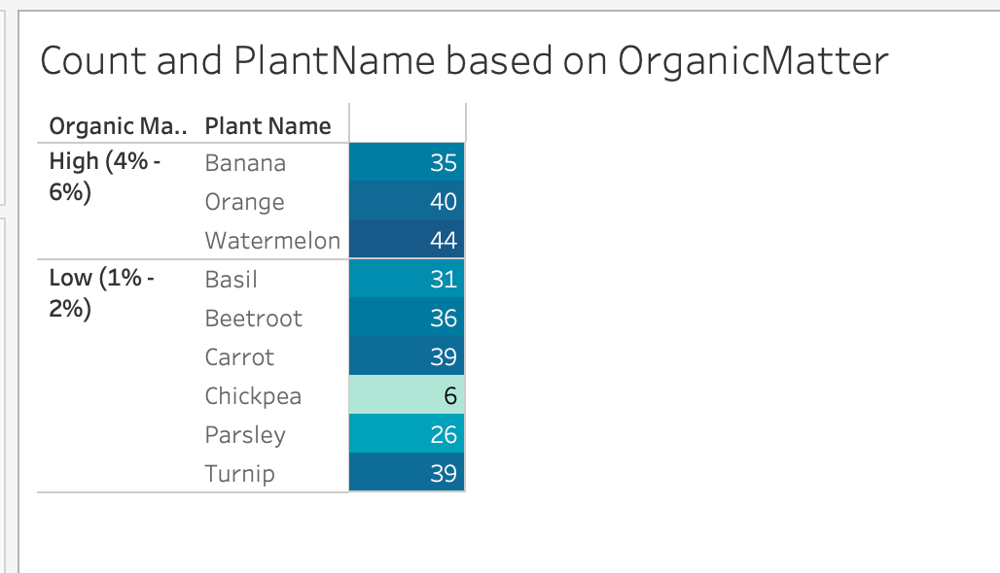 Count and PlantName based on OrganicMatter
Organic Ma.. Plant Name
High (4% - Banana 35
6%)
Orange 40
Watermelon 44
Low (1% - Basil 31
2%)
Beetroot 36
Carrot 39
Chickpea 6
Parsley 26
Turnip 39